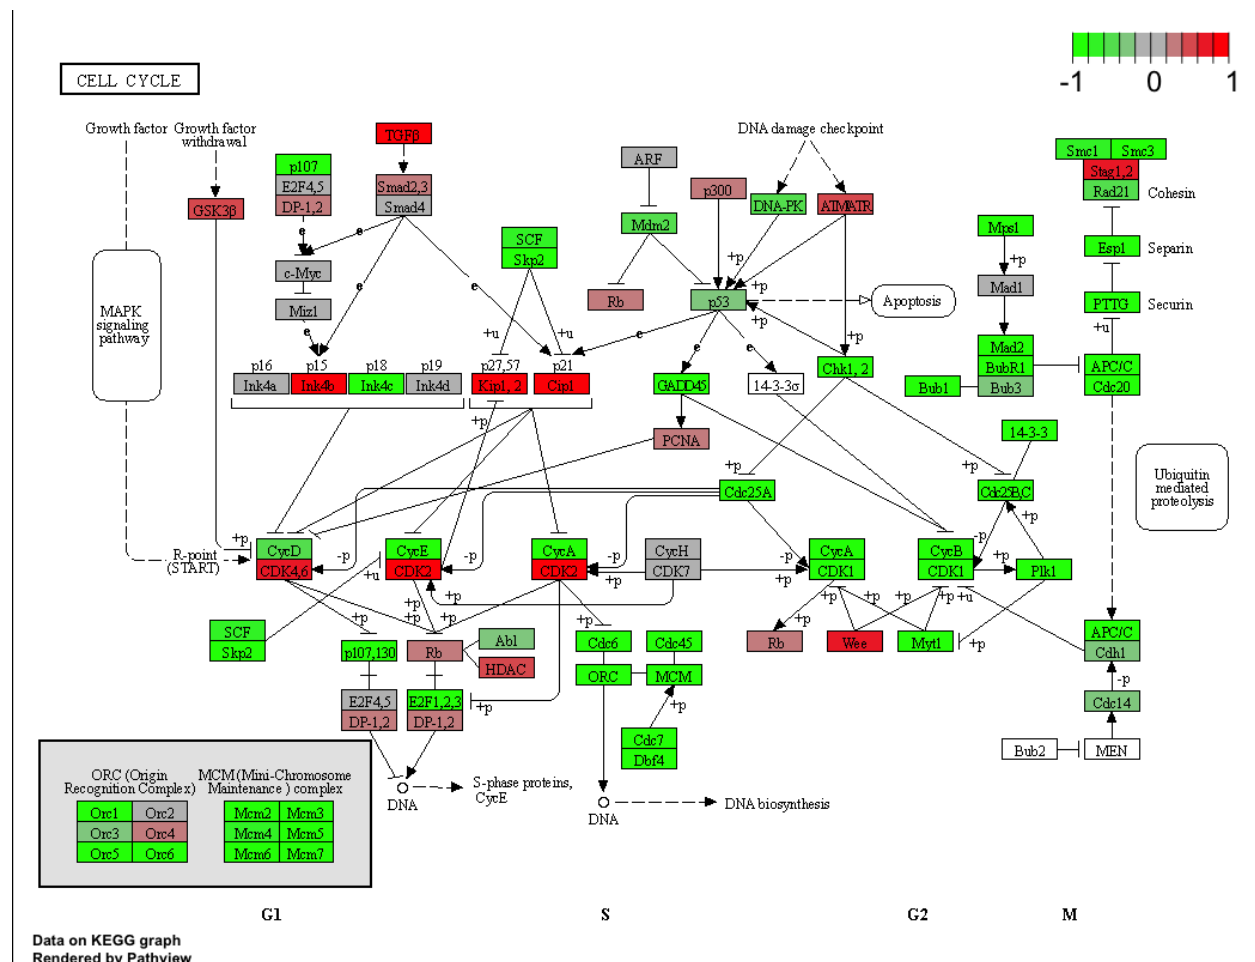 -1 0 1
CELL CYCLE
Growth factor
Growth factor
withdrawal
TGFβ
DNA damage checkpoint
p107
E2F4,5
DP-1,2
Smad2,3
Smad4
GSK3β
ARF
p300
DNA-PK
ATMATR
Mdm2
SCF
Skp2
Smc1 Smc3
Stag1,2
Rad21
Cohesin
Mps1
+p
Esp1
Separin
e
e
e
e
c-Myc
Miz1
e
Rb
+p
+p
p53
+p
Apoptosis
Mad1
PTTG
Securin
MAPK
signaling
pathway
+u
+u
e
e
e
+p
+u
p16
Ink4a
p15
Ink4b
p18
Ink4c
p19
Ink4d
p27,57
Kip1, 2
p21
Cip1
GADD45
14-3-3σ
Chk1, 2
Mad2
BubR1
Bub3
Bub1
APC/C
Cdc20
+p
PCNA
14-3-3
+p
Cdc25A
+p
Cdc25B,C
Ubiquitin
mediated
proteolysis
R-point
(START)
+p
CycD
CDK4,6
-p
+u
CycE
CDK2
-p
+p
CycA
CDK2
-p
+p
CycH
CDK7
-p
+p
CycA
CDK1
CycB
CDK1
-p
+p
+p
Plk1
+u
SCF
Skp2
+p
+p
+p
+p
p107,130
Rb
Abl
HDAC
+p
Cdc6
Cdc45
ORC
MCM
+p
+p
+p
+p
Rb
Wee
Myt1
+p
APC/C
Cdh1
-p
Cdc14
E2F4,5
DP-1,2
E2F1,2,3
DP-1,2
+p
Cdc7
Dbf4
Bub2
MEN
DNA
S-phase proteins,
CycE
DNA
DNA biosynthesis
ORC (Origin
Recognition Complex)
MCM (Mini-Chromosome
Maintenance ) complex
Orc1 Orc2
Orc3 Orc4
Orc5 Orc6
Mcm2 Mcm3
Mcm4 Mcm5
Mcm6 Mcm7
G1 S G2 M
Data on KEGG graph
Rendered by Pathview